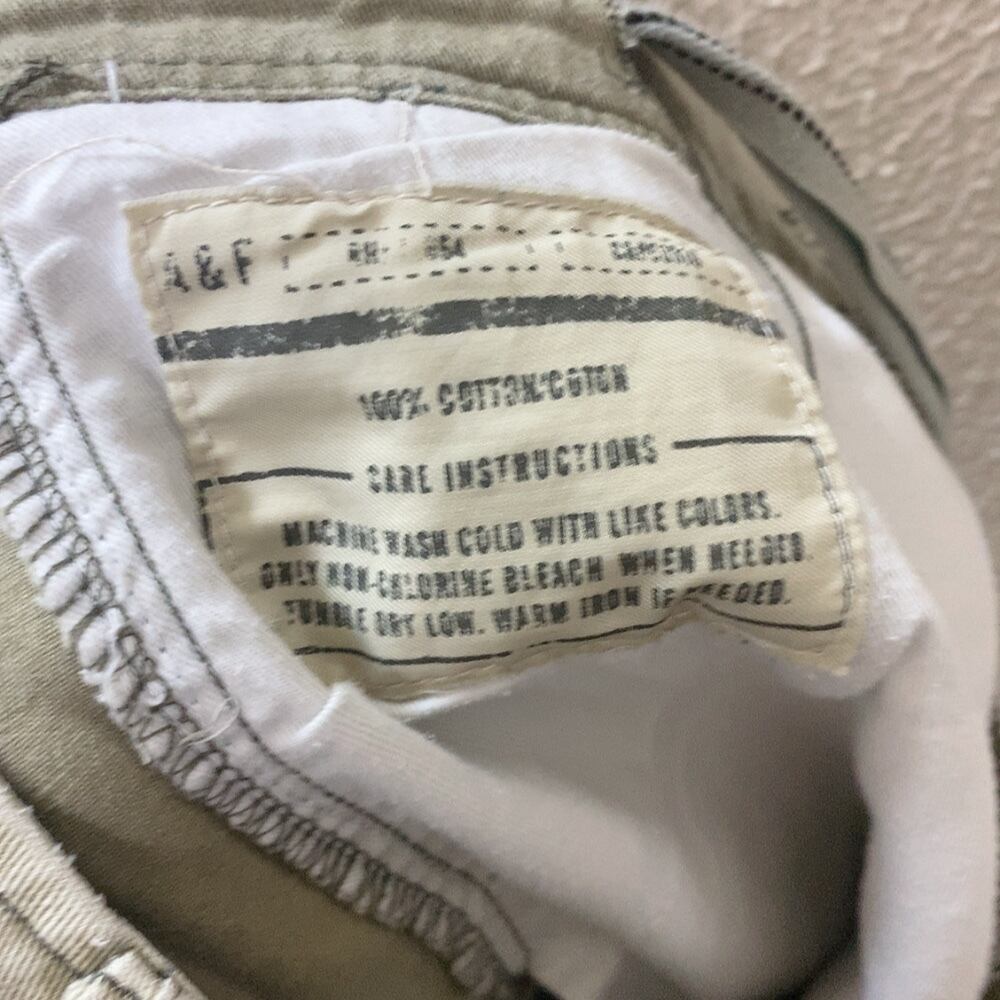 A&F
100% COTTON/COTON
CARE INSTRUCTIONS
MACHINE WASH COLD WITH LIKE COLORS.
ONLY NON-CHLORINE BLEACH WHEN NEEDED.
TUMBLE DRY LOW. WARM IRON IF NEEDED.